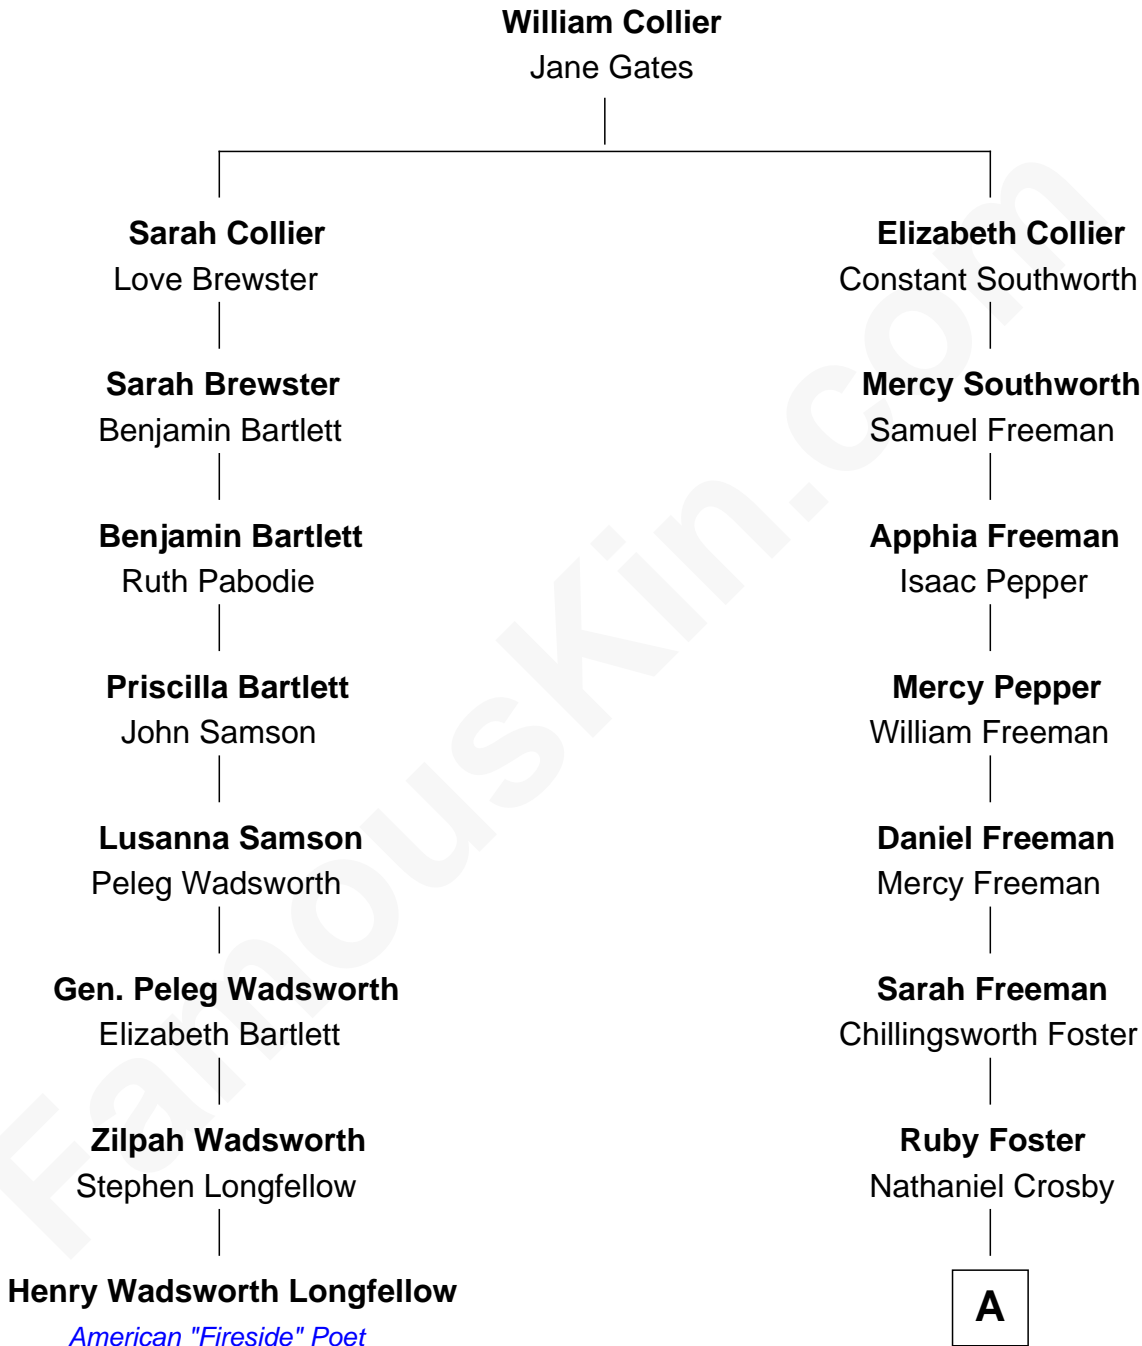 William Collier
Jane Gates
Sarah Collier
Love Brewster
Elizabeth Collier
Constant Southworth
Sarah Brewster
Benjamin Bartlett
Mercy Southworth
Samuel Freeman
Benjamin Bartlett
Ruth Pabodie
Apphia Freeman
Isaac Pepper
Priscilla Bartlett
John Samson
Mercy Pepper
William Freeman
Lusanna Samson
Peleg Wadsworth
Daniel Freeman
Mercy Freeman
Gen. Peleg Wadsworth
Elizabeth Bartlett
Sarah Freeman
Chillingsworth Foster
Zilpah Wadsworth
Stephen Longfellow
Ruby Foster
Nathaniel Crosby
Henry Wadsworth Longfellow
American "Fireside" Poet
A
FamousKin.com